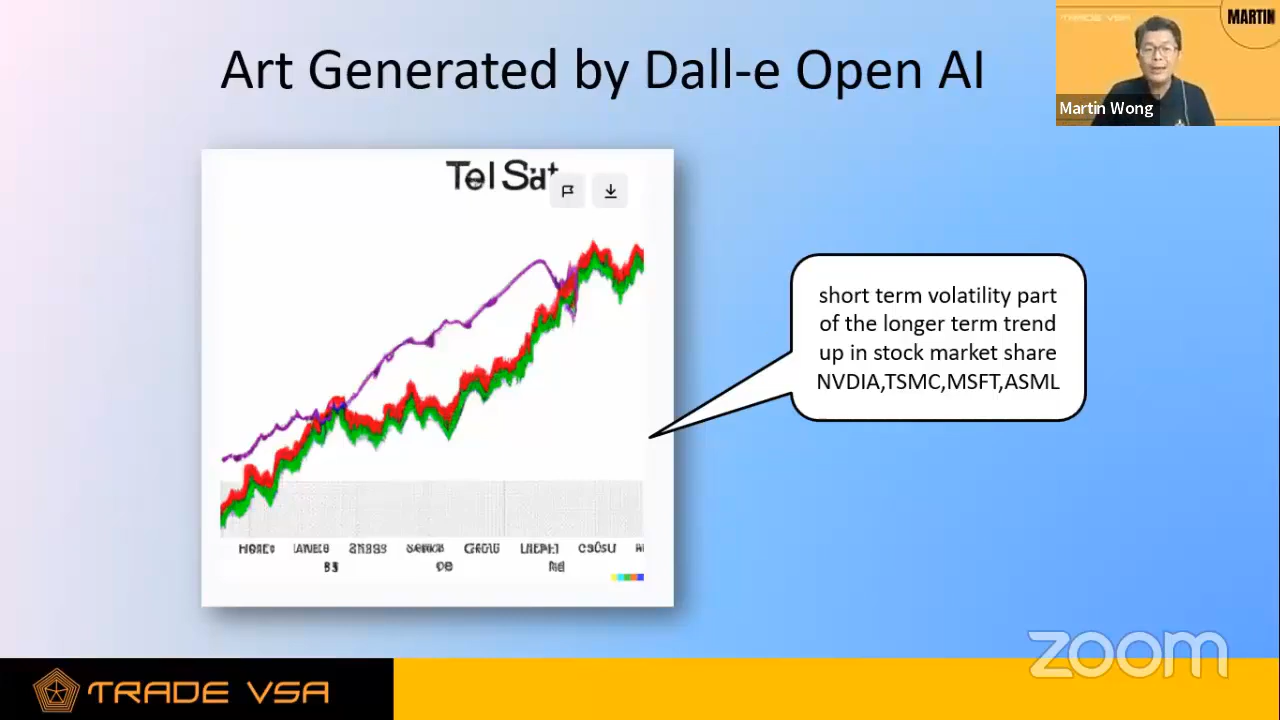 Art Generated by Dall-e Open AI
TRADE VSA
MARTIN
Martin Wong
short term volatility part
of the longer term trend
up in stock market share
NVDIA,TSMC,MSFT,ASML
zoom
TRADE VSA